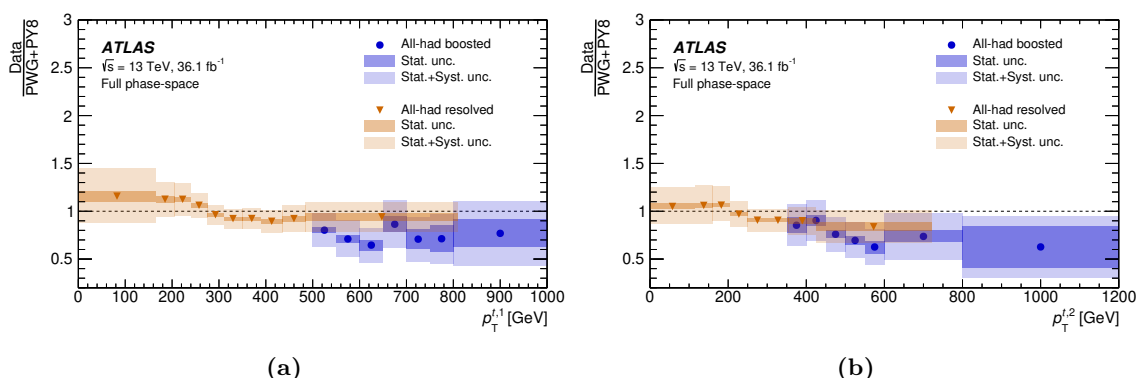 Data
PWG+PY8
3
2.5
2
1.5
1
0.5
ATLAS
√s = 13 TeV, 36.1 fb⁻¹
Full phase-space
All-had boosted
Stat. unc.
Stat.+Syst. unc.
All-had resolved
Stat. unc.
Stat.+Syst. unc.
0 100 200 300 400 500 600 700 800 900 1000
p_T^{t,1} [GeV]
(a)
Data
PWG+PY8
3
2.5
2
1.5
1
0.5
ATLAS
√s = 13 TeV, 36.1 fb⁻¹
Full phase-space
All-had boosted
Stat. unc.
Stat.+Syst. unc.
All-had resolved
Stat. unc.
Stat.+Syst. unc.
0 200 400 600 800 1000 1200
p_T^{t,2} [GeV]
(b)